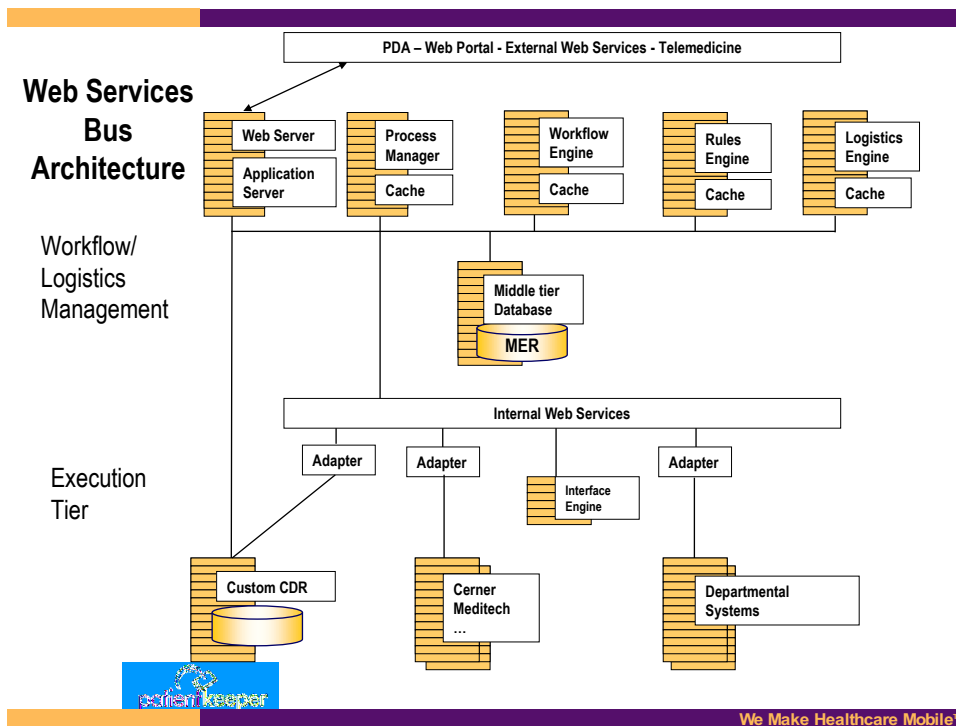 PDA – Web Portal - External Web Services - Telemedicine
Web Services
Bus
Architecture
Web Server
Application
Server
Process
Manager
Cache
Workflow
Engine
Cache
Rules
Engine
Cache
Logistics
Engine
Cache
Workflow/
Logistics
Management
Middle tier
Database
MER
Internal Web Services
Adapter
Adapter
Adapter
Execution
Tier
Interface
Engine
Custom CDR
Cerner
Meditech
…
Departmental
Systems
patientkeeper
We Make Healthcare Mobile